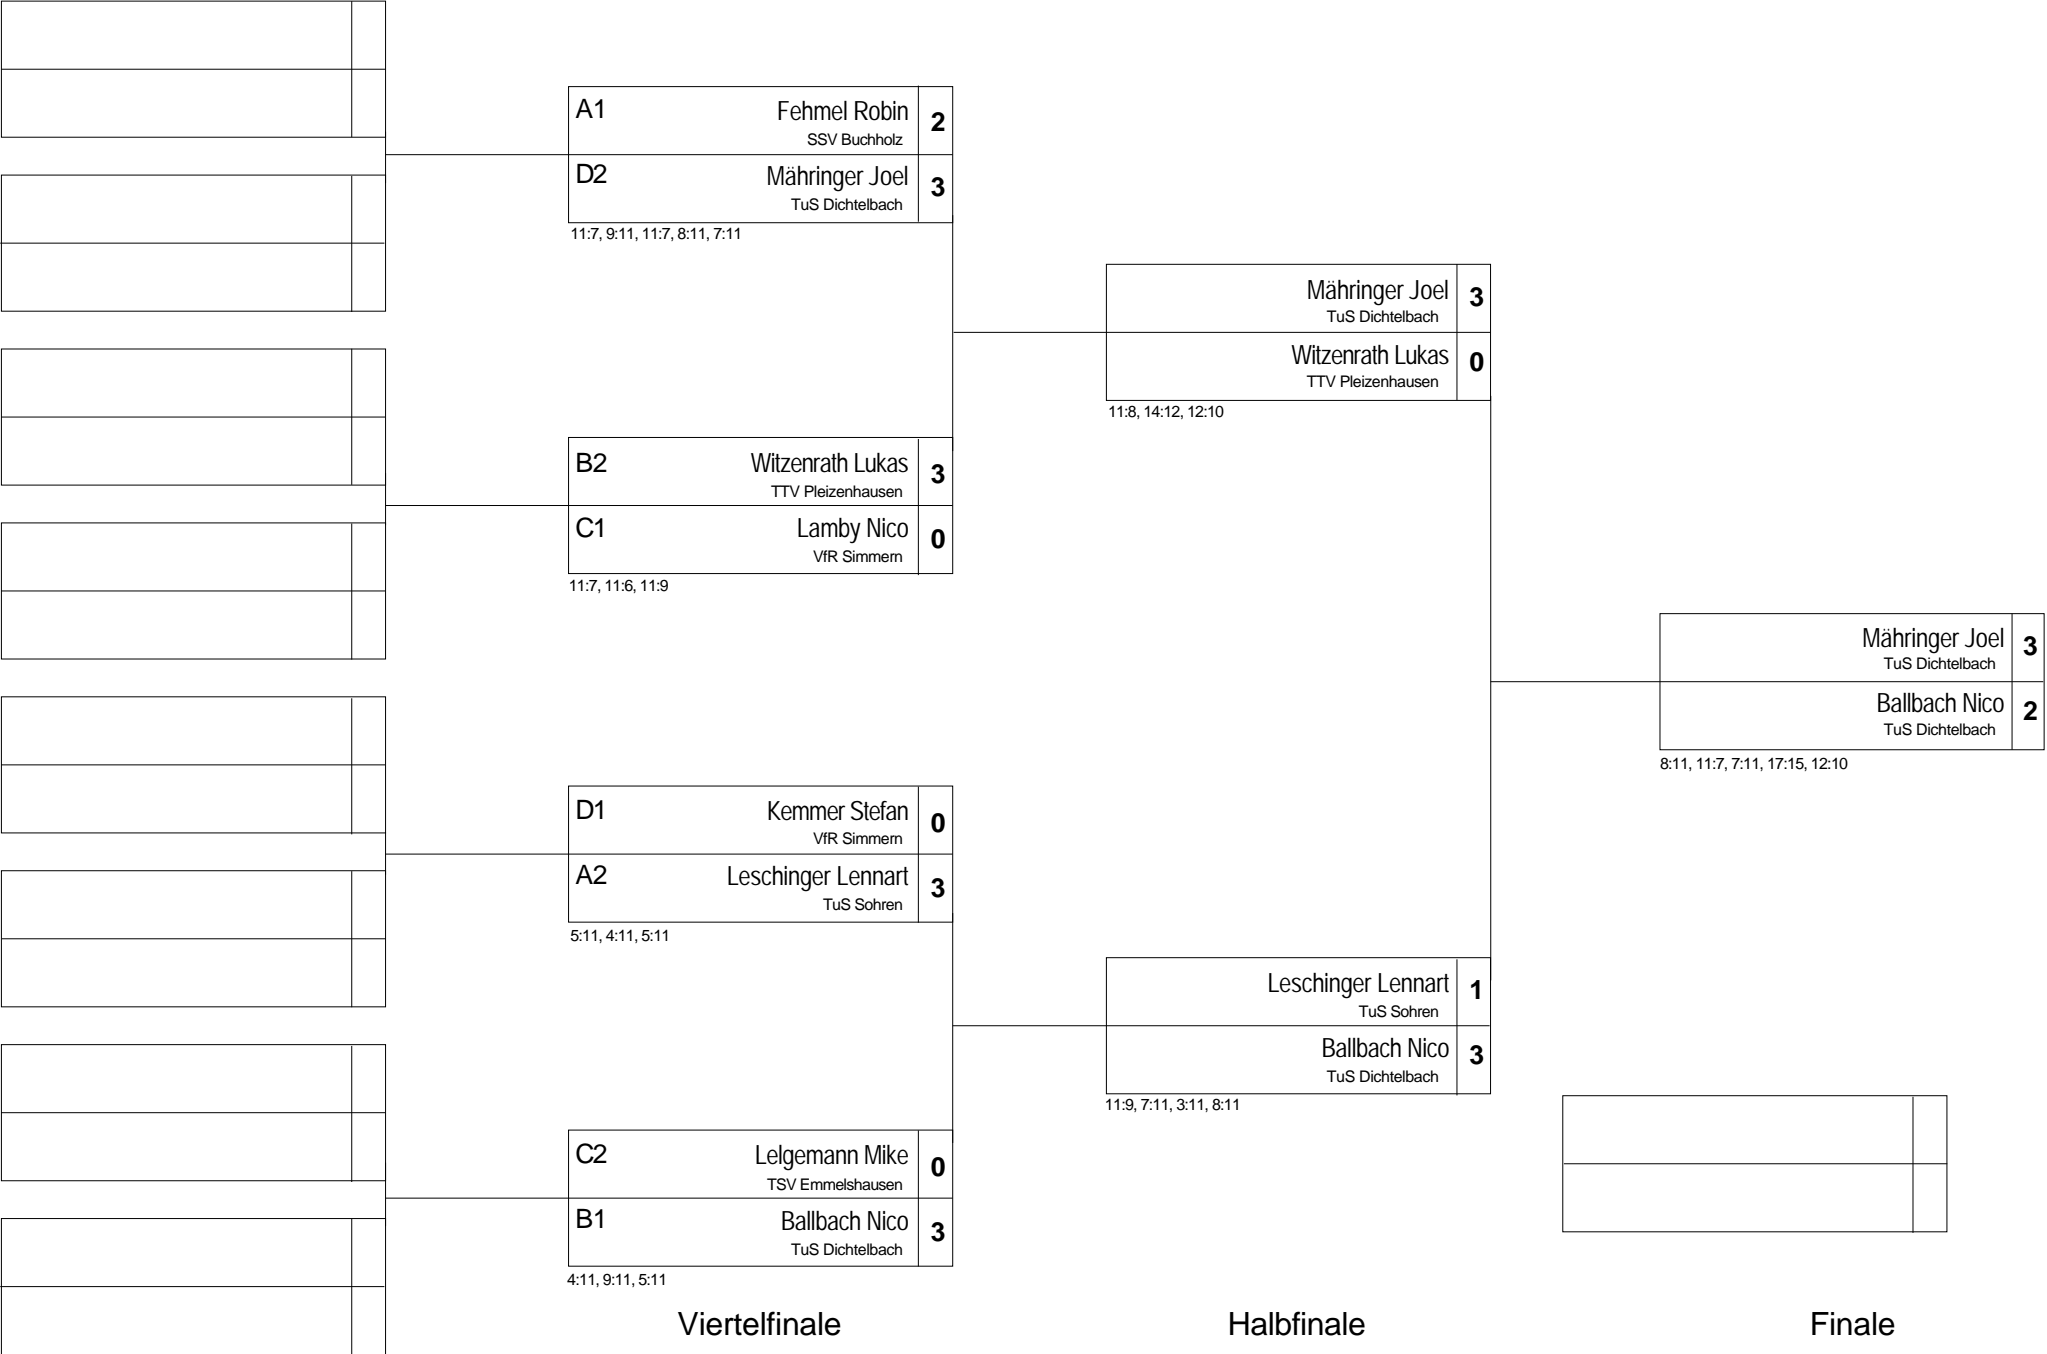 A1 Fehmel Robin 2
SSV Buchholz
D2 Mähringer Joel 3
TuS Dichtelbach
11:7, 9:11, 11:7, 8:11, 7:11
B2 Witzenrath Lukas 3
TTV Pleizenhausen
C1 Lamby Nico 0
VfR Simmern
11:7, 11:6, 11:9
D1 Kemmer Stefan 0
VfR Simmern
A2 Leschinger Lennart 3
TuS Sohren
5:11, 4:11, 5:11
C2 Lelgemann Mike 0
TSV Emmelshausen
B1 Ballbach Nico 3
TuS Dichtelbach
4:11, 9:11, 5:11
Viertelfinale
Mähringer Joel 3
TuS Dichtelbach
Witzenrath Lukas 0
TTV Pleizenhausen
11:8, 14:12, 12:10
Leschinger Lennart 1
TuS Sohren
Ballbach Nico 3
TuS Dichtelbach
11:9, 7:11, 3:11, 8:11
Halbfinale
Mähringer Joel 3
TuS Dichtelbach
Ballbach Nico 2
TuS Dichtelbach
8:11, 11:7, 7:11, 17:15, 12:10
Finale